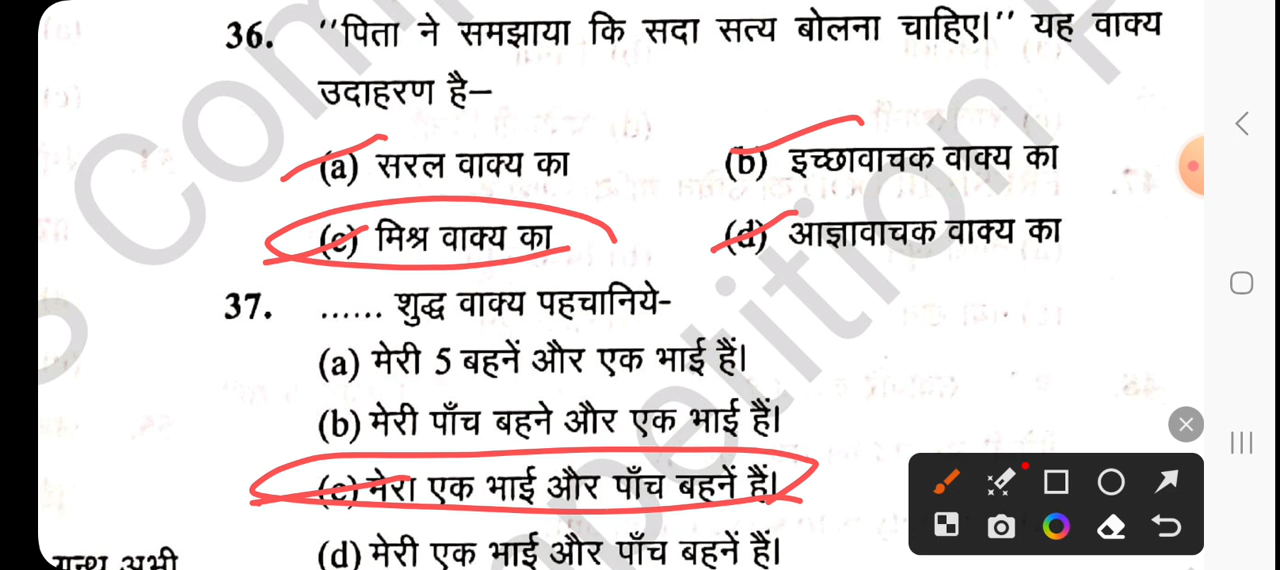 36. ‘‘पिता ने समझाया कि सदा सत्य बोलना चाहिए।’’ यह वाक्य
उदाहरण है–
(a) सरल वाक्य का (b) इच्छावाचक वाक्य का
(c) मिश्र वाक्य का (d) आज्ञावाचक वाक्य का
37. ...... शुद्ध वाक्य पहचानिये-
(a) मेरी 5 बहनें और एक भाई हैं।
(b) मेरी पाँच बहने और एक भाई हैं।
(c) मेरा एक भाई और पाँच बहनें हैं।
(d) मेरी एक भाई और पाँच बहनें हैं।